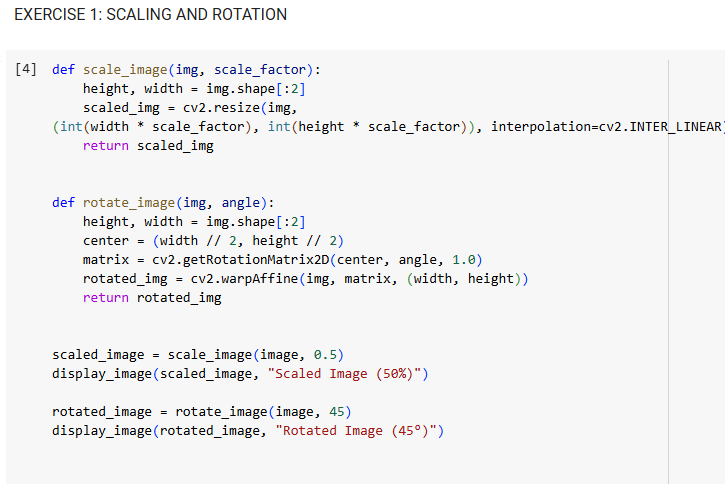 EXERCISE 1: SCALING AND ROTATION
[4] def scale_image(img, scale_factor):
height, width = img.shape[:2]
scaled_img = cv2.resize(img,
(int(width * scale_factor), int(height * scale_factor)), interpolation=cv2.INTER_LINEAR)
return scaled_img
def rotate_image(img, angle):
height, width = img.shape[:2]
center = (width // 2, height // 2)
matrix = cv2.getRotationMatrix2D(center, angle, 1.0)
rotated_img = cv2.warpAffine(img, matrix, (width, height))
return rotated_img
scaled_image = scale_image(image, 0.5)
display_image(scaled_image, "Scaled Image (50%)")
rotated_image = rotate_image(image, 45)
display_image(rotated_image, "Rotated Image (45°)")